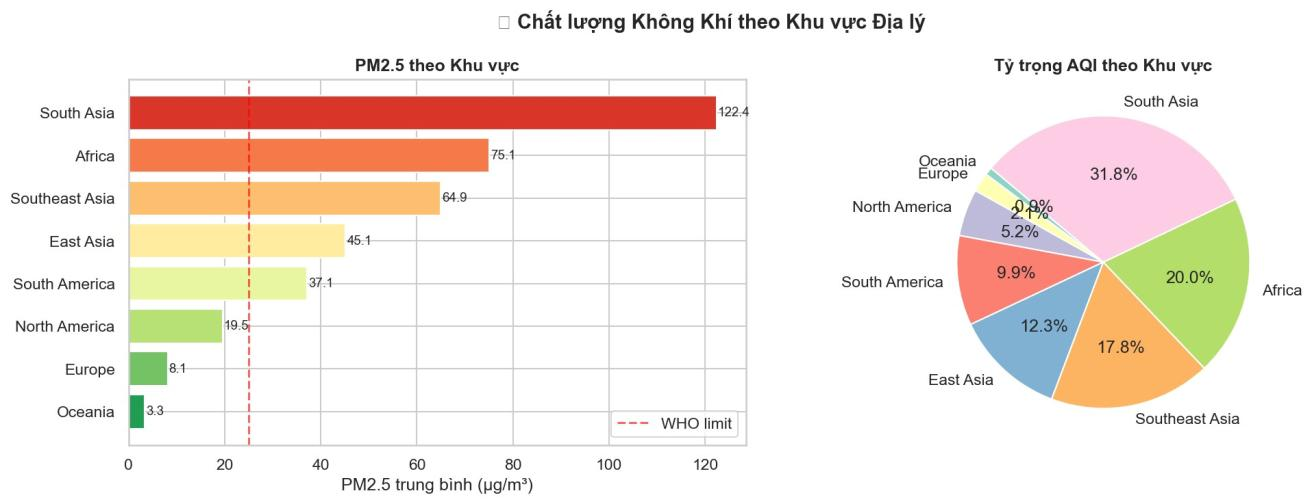 Chất lượng Không Khí theo Khu vực Địa lý
PM2.5 theo Khu vực
South Asia
122.4
Africa
75.1
Southeast Asia
64.9
East Asia
45.1
South America
37.1
North America
19.5
Europe
8.1
Oceania
3.3
WHO limit
0
20
40
60
80
100
120
PM2.5 trung bình (µg/m³)
Tỷ trọng AQI theo Khu vực
South Asia
31.8%
Oceania
0.9%
Europe
2.1%
North America
5.2%
South America
9.9%
Africa
20.0%
East Asia
12.3%
Southeast Asia
17.8%